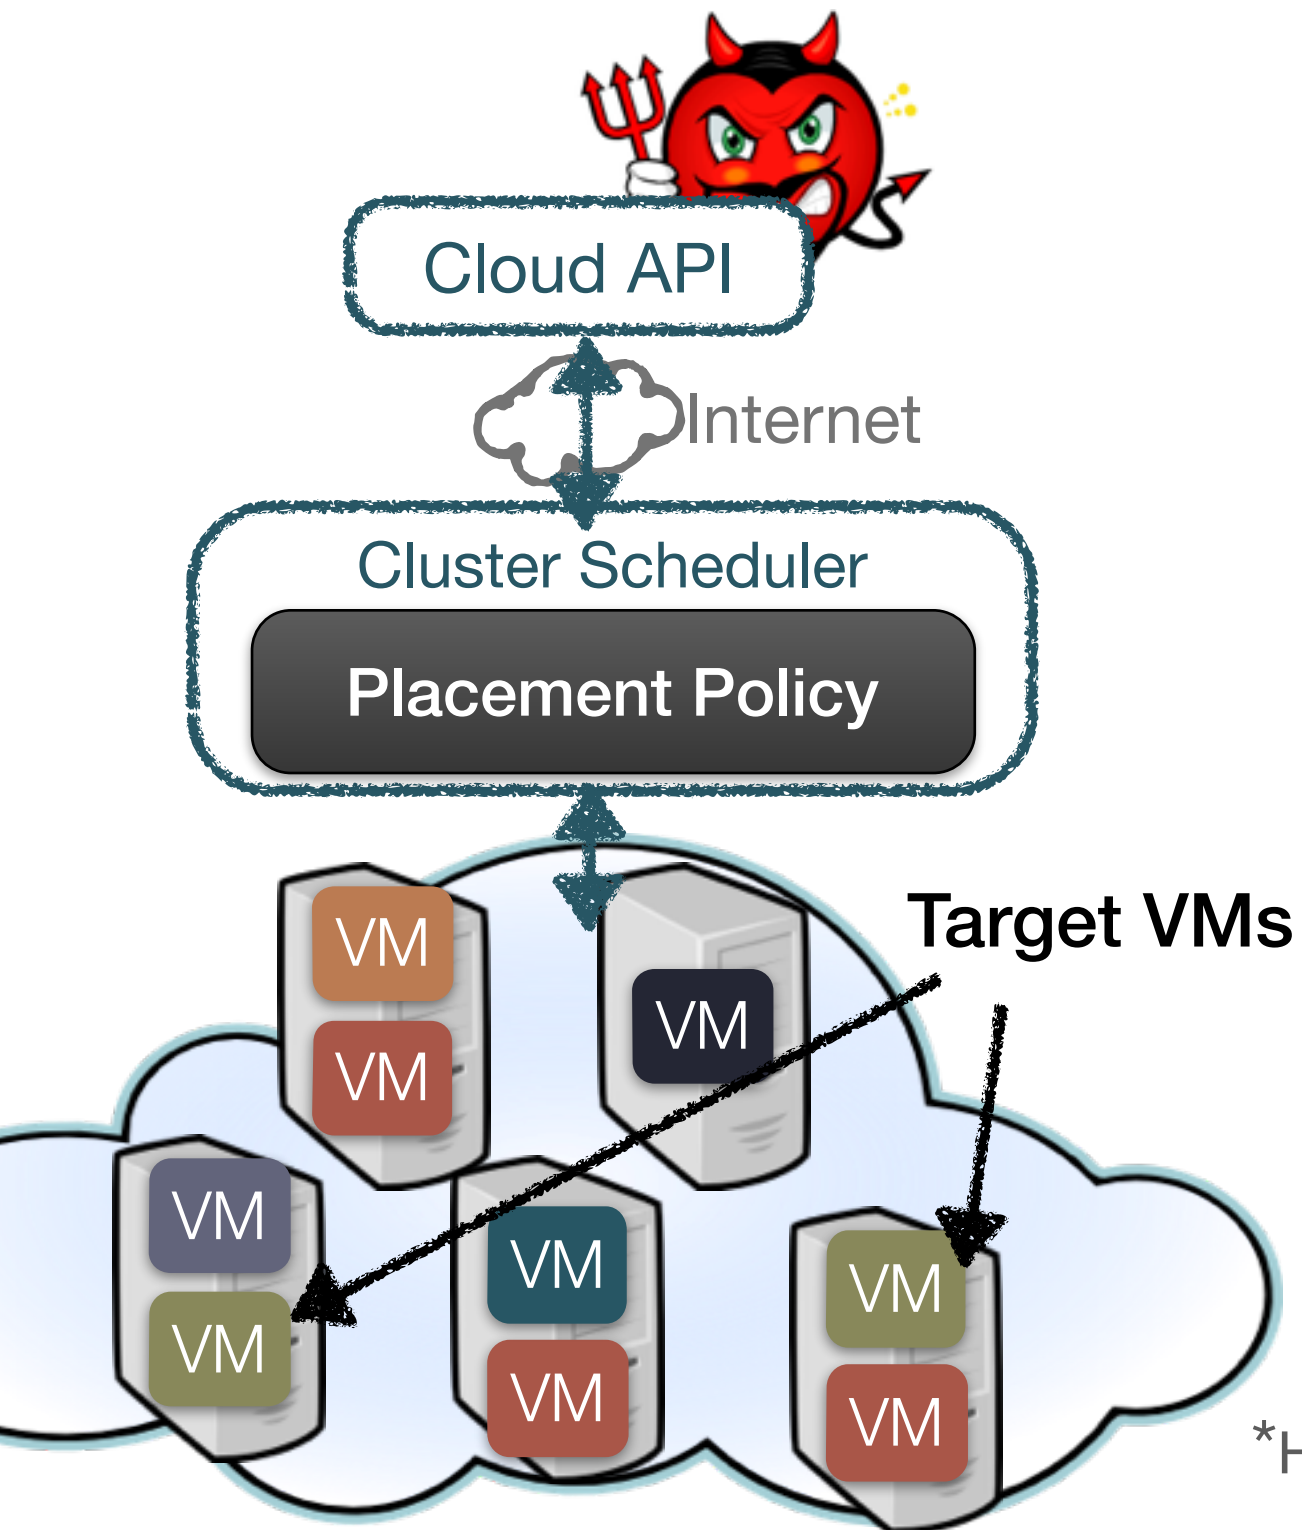 Cloud API
Internet
Cluster Scheduler
Placement Policy
Target VMs
VM
VM
VM
VM
VM
VM
VM
VM
VM
*H